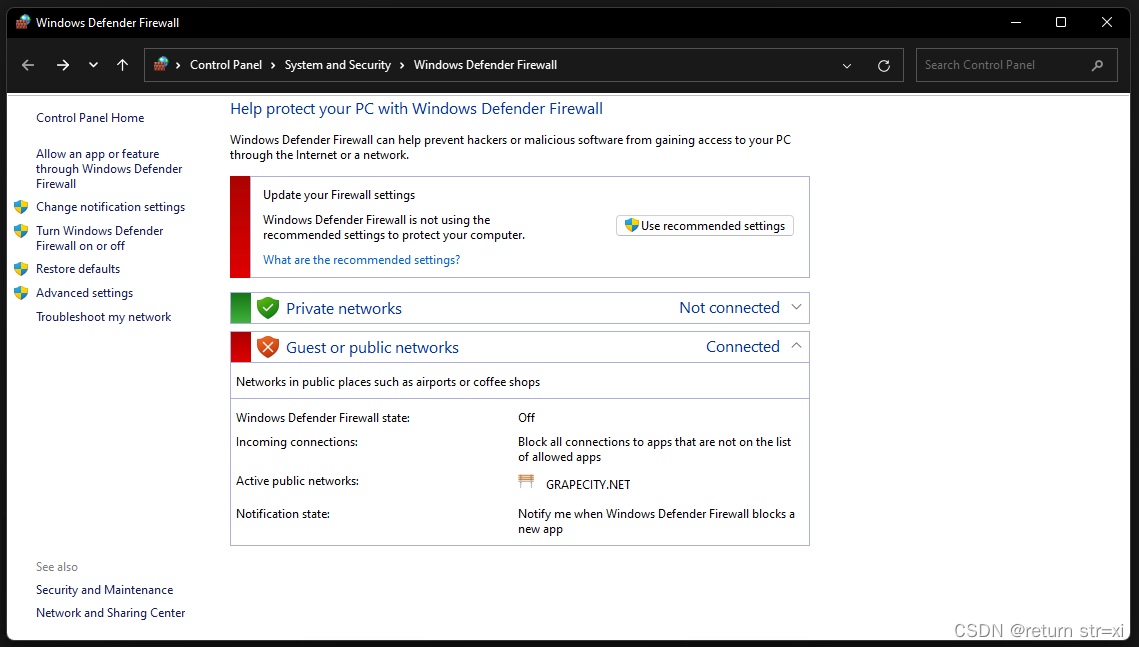 Windows Defender Firewall
Control Panel > System and Security > Windows Defender Firewall
Search Control Panel
Control Panel Home
Allow an app or feature
through Windows Defender
Firewall
Change notification settings
Turn Windows Defender
Firewall on or off
Restore defaults
Advanced settings
Troubleshoot my network
See also
Security and Maintenance
Network and Sharing Center
Help protect your PC with Windows Defender Firewall
Windows Defender Firewall can help prevent hackers or malicious software from gaining access to your PC
through the Internet or a network.
Update your Firewall settings
Windows Defender Firewall is not using the
recommended settings to protect your computer.
What are the recommended settings?
Use recommended settings
Private networks Not connected
Guest or public networks Connected
Networks in public places such as airports or coffee shops
Windows Defender Firewall state: Off
Incoming connections: Block all connections to apps that are not on the list
of allowed apps
Active public networks: GRAPECITY.NET
Notification state: Notify me when Windows Defender Firewall blocks a
new app
CSDN @return str=xi